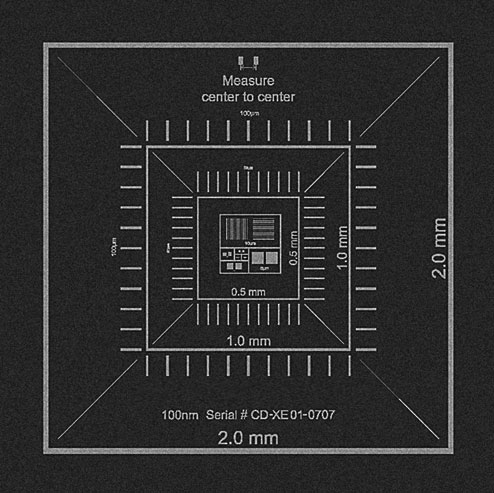 Measure
center to center
100µm
100µm
0.5 mm
0.5 mm
1.0 mm
1.0 mm
2.0 mm
100nm Serial # CD-XE01-0707
2.0 mm